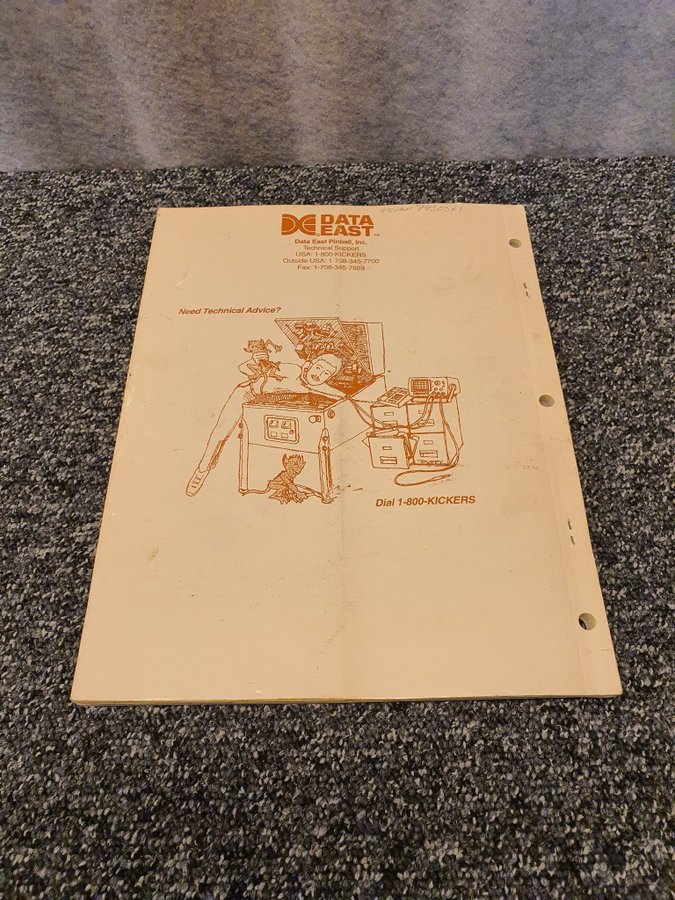 DATA
EAST TM
Data East Pinball, Inc.
Technical Support
USA: 1-800-KICKERS
Outside USA: 1-708-345-7700
Fax: 1-708-345-7889
Need Technical Advice?
Dial 1-800-KICKERS